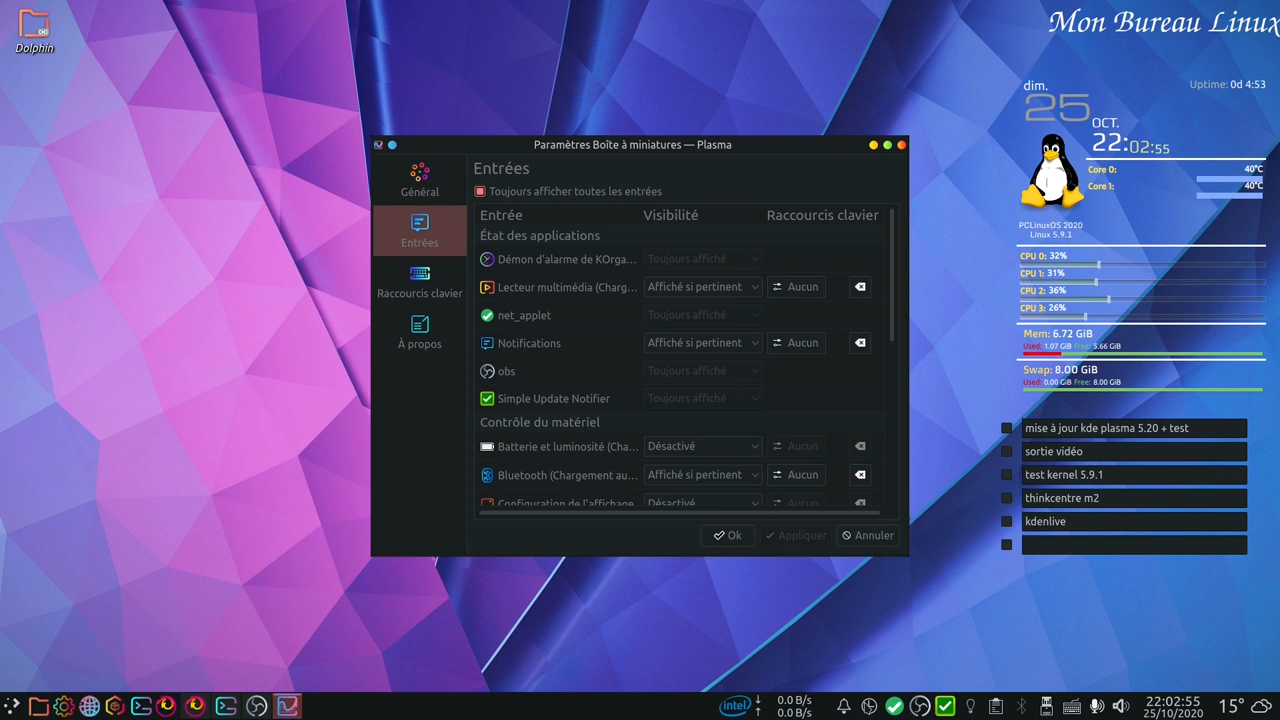 Dolphin
Mon Bureau Linux
dim.
Uptime: 0d 4:53
25
OCT.
22:02:55
Core 0: 40°C
Core 1: 40°C
PCLinuxOS 2020
Linux 5.9.1
CPU 0: 32%
CPU 1: 31%
CPU 2: 36%
CPU 3: 26%
Mem: 6.72 GiB
Used: 1.07 GiB Free: 5.66 GiB
Swap: 8.00 GiB
Used: 0.00 GiB Free: 8.00 GiB
mise à jour kde plasma 5.20 + test
sortie vidéo
test kernel 5.9.1
thinkcentre m2
kdenlive
Paramètres Boîte à miniatures — Plasma
Général
Entrées
Raccourcis clavier
À propos
Entrées
Toujours afficher toutes les entrées
Entrée Visibilité Raccourcis clavier
État des applications
Démon d'alarme de KOrga... Toujours affiché
Lecteur multimédia (Charg... Affiché si pertinent Aucun
net_applet Toujours affiché
Notifications Affiché si pertinent Aucun
obs Toujours affiché
Simple Update Notifier Toujours affiché
Contrôle du matériel
Batterie et luminosité (Cha... Désactivé Aucun
Bluetooth (Chargement au... Affiché si pertinent Aucun
Configuration de l'affichage Désactivé Aucun
Ok Appliquer Annuler
intel
0.0 B/s
0.0 B/s
22:02:55
25/10/2020
15°